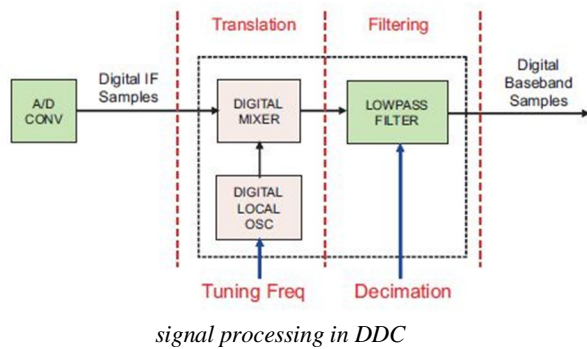 Translation
Filtering
Digital IF
Samples
A/D
CONV
DIGITAL
MIXER
LOWPASS
FILTER
Digital
Baseband
Samples
DIGITAL
LOCAL
OSC
Tuning Freq
Decimation
signal processing in DDC